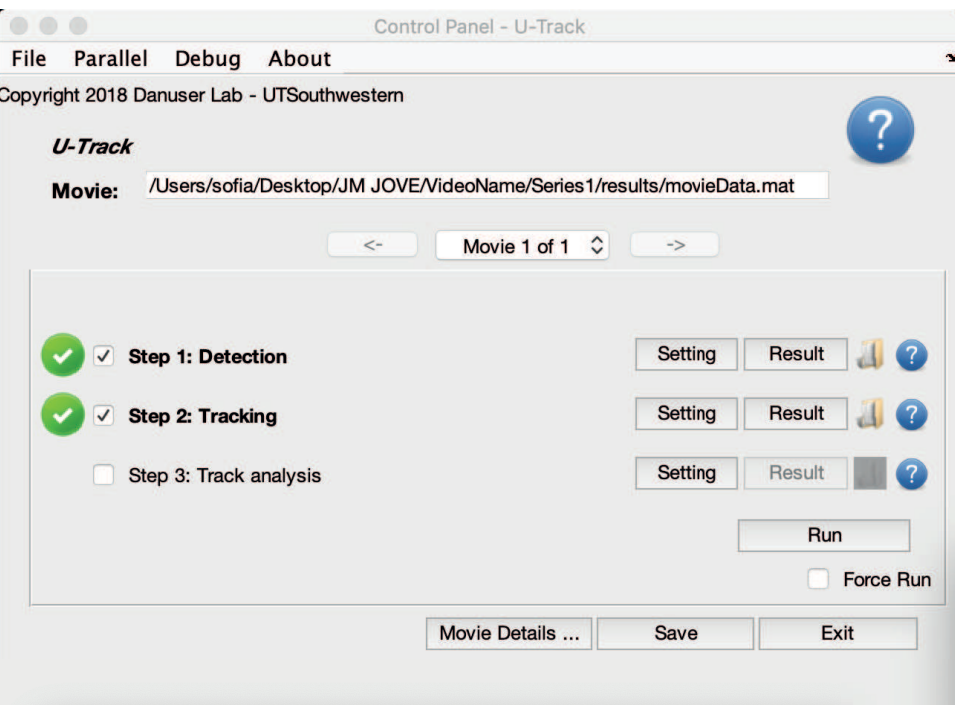 Control Panel - U-Track
File Parallel Debug About
Copyright 2018 Danuser Lab - UTSouthwestern
?
U-Track
Movie: /Users/sofia/Desktop/JM JOVE/VideoName/Series1/results/movieData.mat
<- Movie 1 of 1 ->
Step 1: Detection Setting Result ?
Step 2: Tracking Setting Result ?
Step 3: Track analysis Setting Result ?
Run
Force Run
Movie Details ... Save Exit